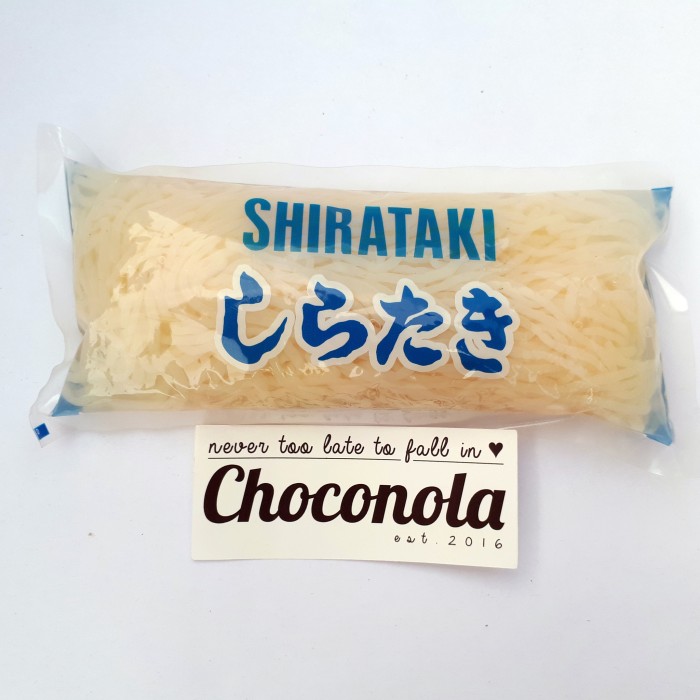 SHIRATAKI
しらたき
never too late to fall in ♥
Choconola
est. 2016